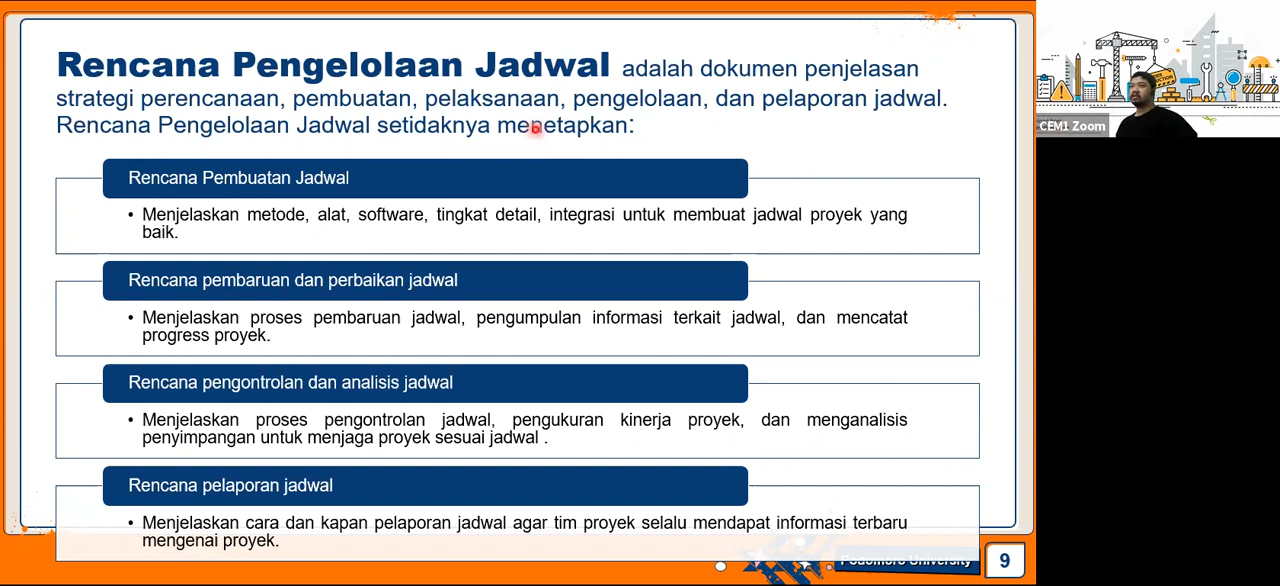 Rencana Pengelolaan Jadwal adalah dokumen penjelasan
strategi perencanaan, pembuatan, pelaksanaan, pengelolaan, dan pelaporan jadwal.
Rencana Pengelolaan Jadwal setidaknya menetapkan:
Rencana Pembuatan Jadwal
• Menjelaskan metode, alat, software, tingkat detail, integrasi untuk membuat jadwal proyek yang
baik.
Rencana pembaruan dan perbaikan jadwal
• Menjelaskan proses pembaruan jadwal, pengumpulan informasi terkait jadwal, dan mencatat
progress proyek.
Rencana pengontrolan dan analisis jadwal
• Menjelaskan proses pengontrolan jadwal, pengukuran kinerja proyek, dan menganalisis
penyimpangan untuk menjaga proyek sesuai jadwal .
Rencana pelaporan jadwal
• Menjelaskan cara dan kapan pelaporan jadwal agar tim proyek selalu mendapat informasi terbaru
mengenai proyek.
Podomoro University
9
CEM1 Zoom